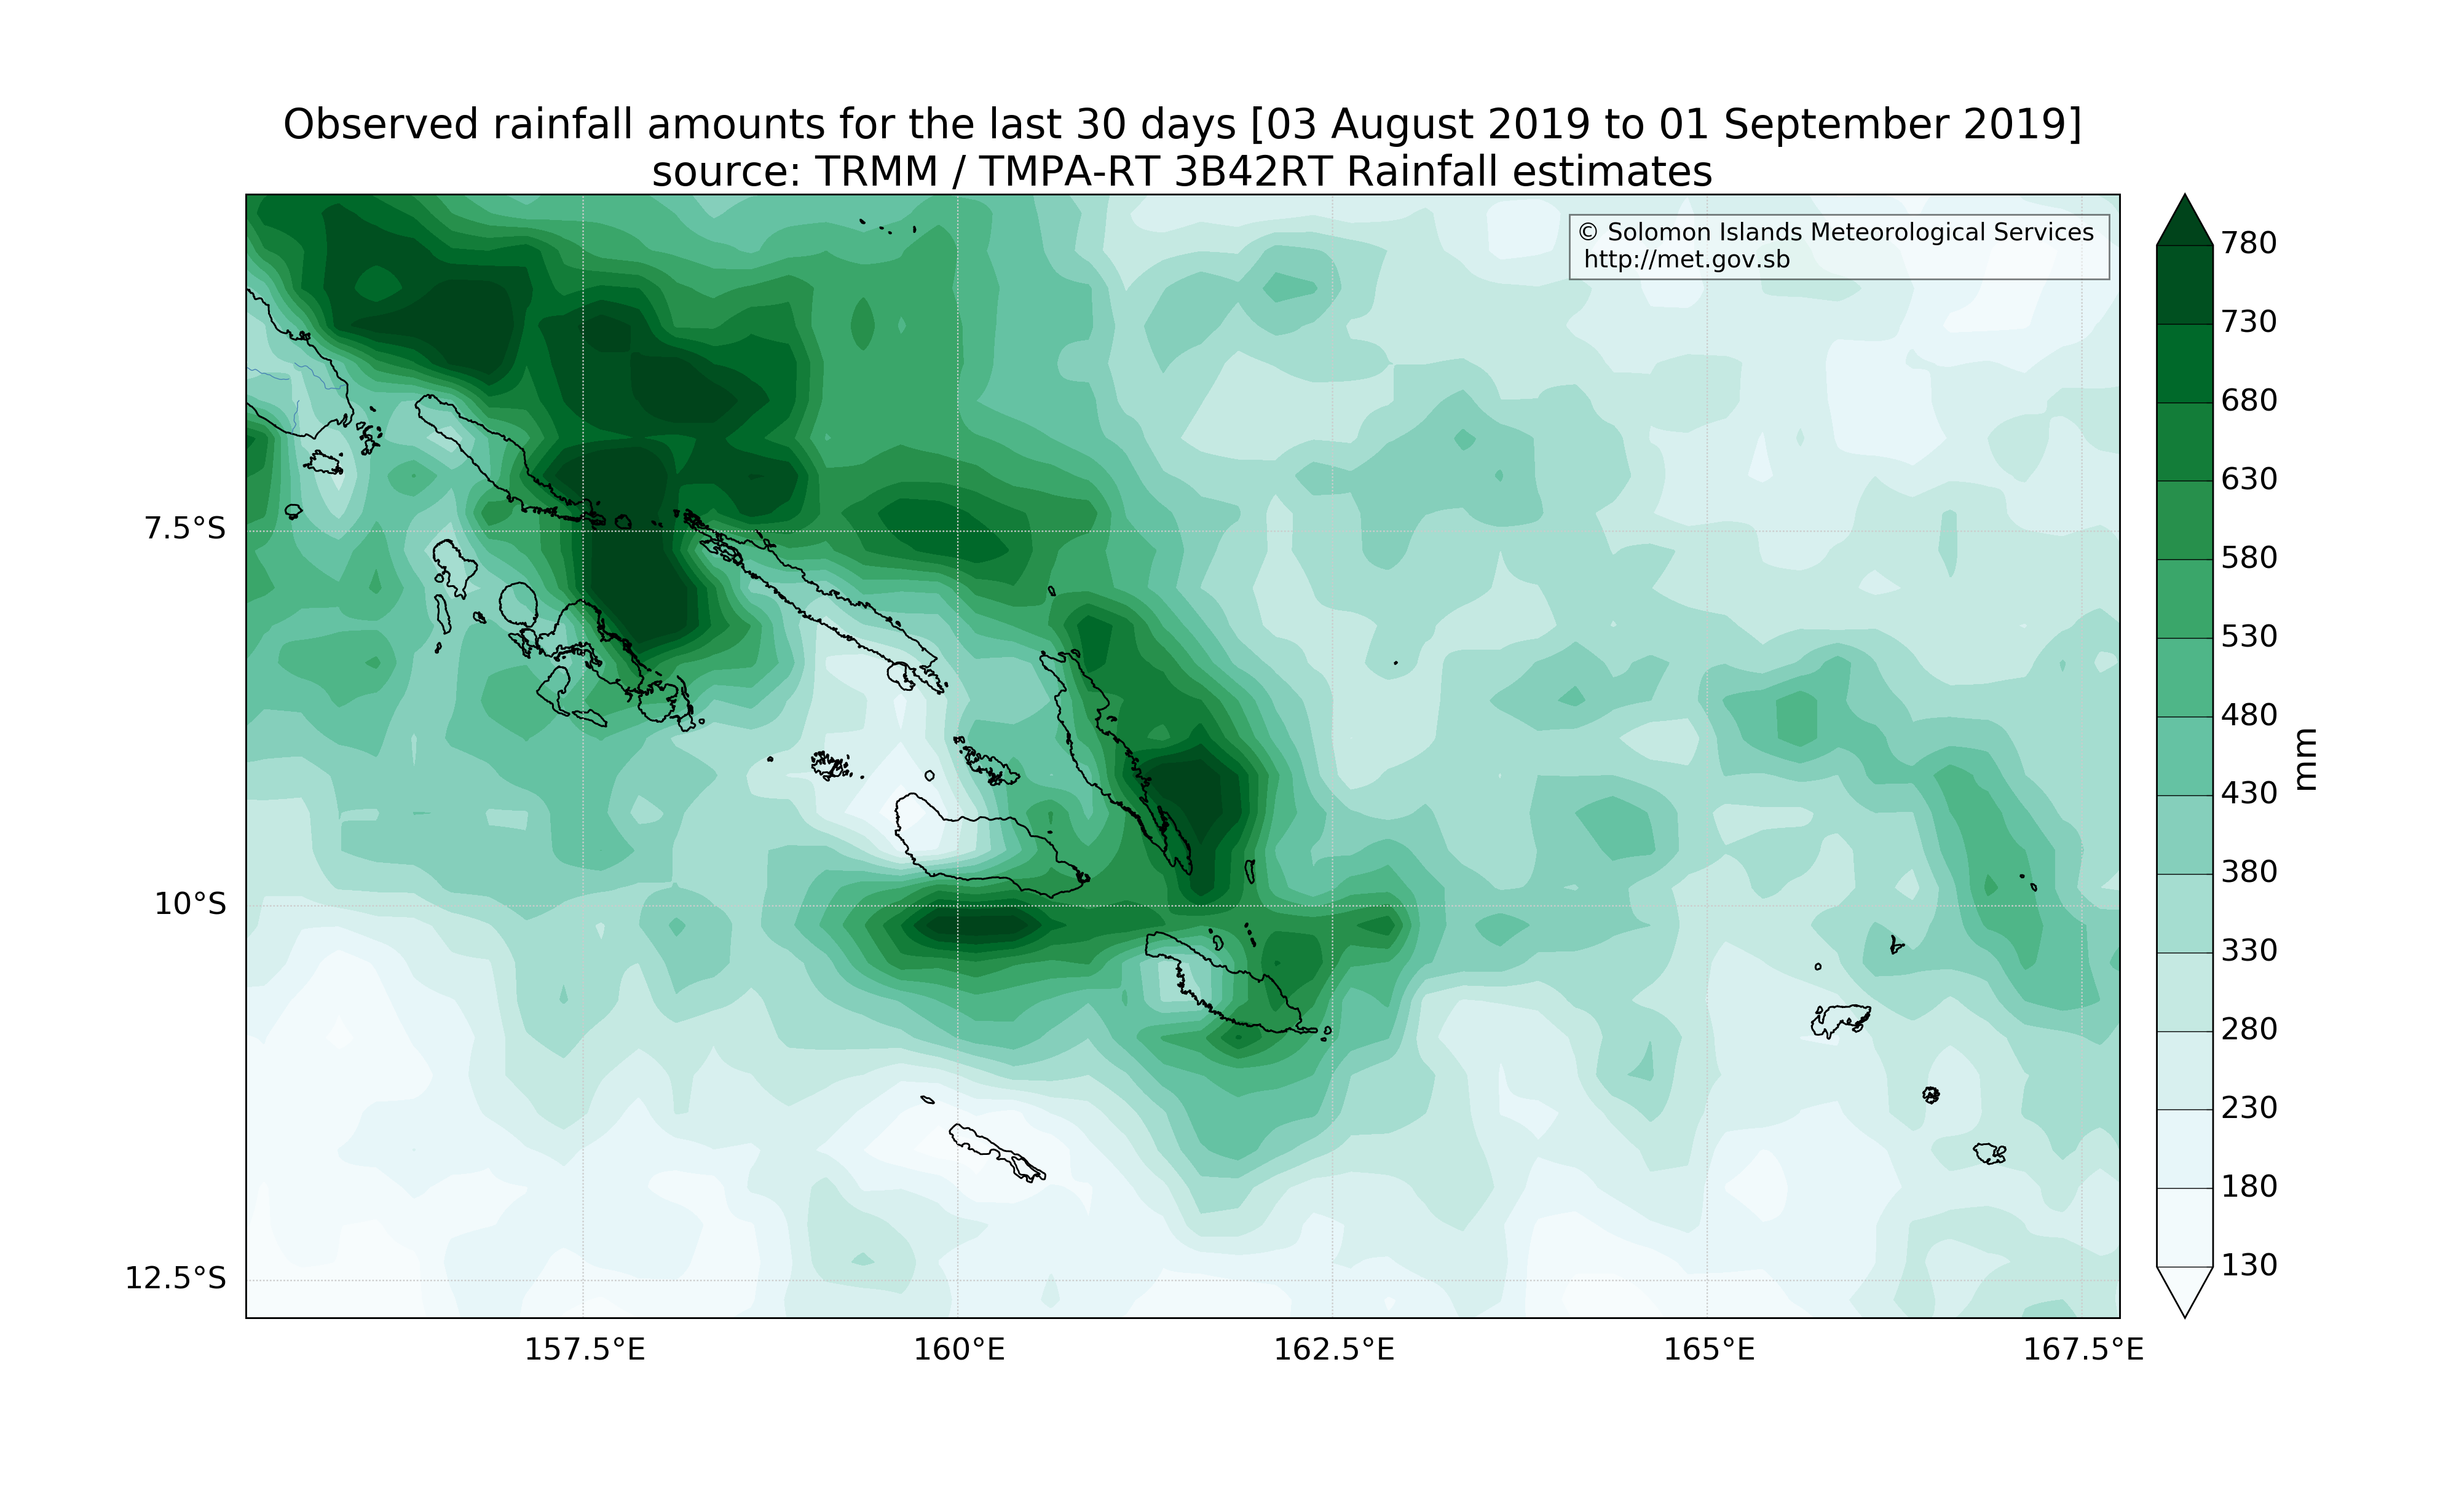 Observed rainfall amounts for the last 30 days [03 August 2019 to 01 September 2019]
source: TRMM / TMPA-RT 3B42RT Rainfall estimates
© Solomon Islands Meteorological Services
http://met.gov.sb
7.5°S
10°S
12.5°S
157.5°E
160°E
162.5°E
165°E
167.5°E
780
730
680
630
580
530
480
430
380
330
280
230
180
130
mm